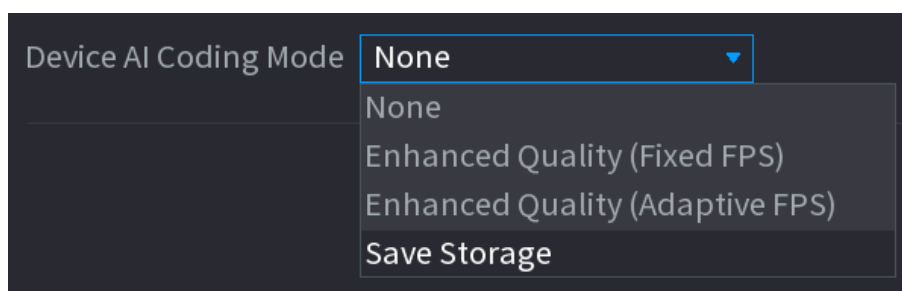 Device AI Coding Mode None
None
Enhanced Quality (Fixed FPS)
Enhanced Quality (Adaptive FPS)
Save Storage